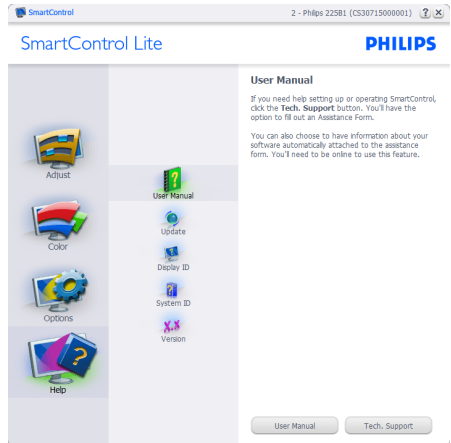 SmartControl
2 - Philips 225B1 (CS30715000001)
? X
SmartControl Lite
PHILIPS
User Manual
If you need help setting up or operating SmartControl,
click the Tech. Support button. You'll have the
option to fill out an Assistance Form.
You can also choose to have information about your
software automatically attached to the assistance
form. You'll need to be online to use this feature.
Adjust
Color
Options
Help
User Manual
Update
Display ID
System ID
X.X
Version
User Manual
Tech. Support